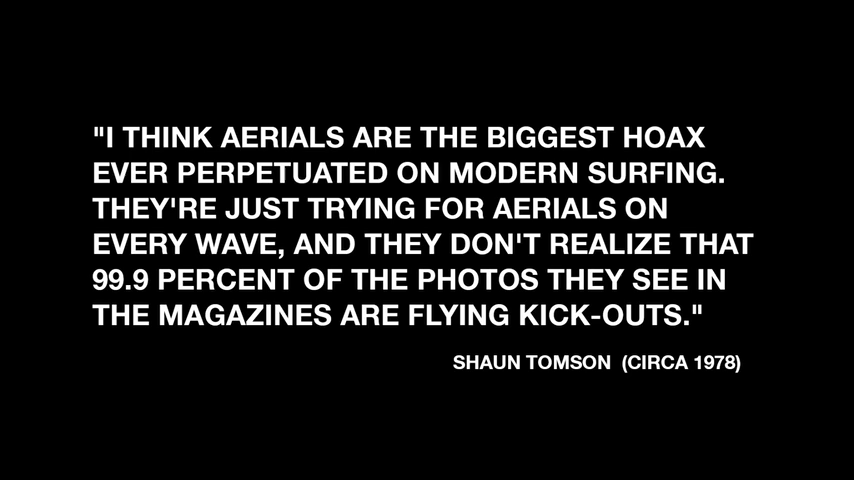 "I THINK AERIALS ARE THE BIGGEST HOAX
EVER PERPETUATED ON MODERN SURFING.
THEY'RE JUST TRYING FOR AERIALS ON
EVERY WAVE, AND THEY DON'T REALIZE THAT
99.9 PERCENT OF THE PHOTOS THEY SEE IN
THE MAGAZINES ARE FLYING KICK-OUTS."
SHAUN TOMSON (CIRCA 1978)